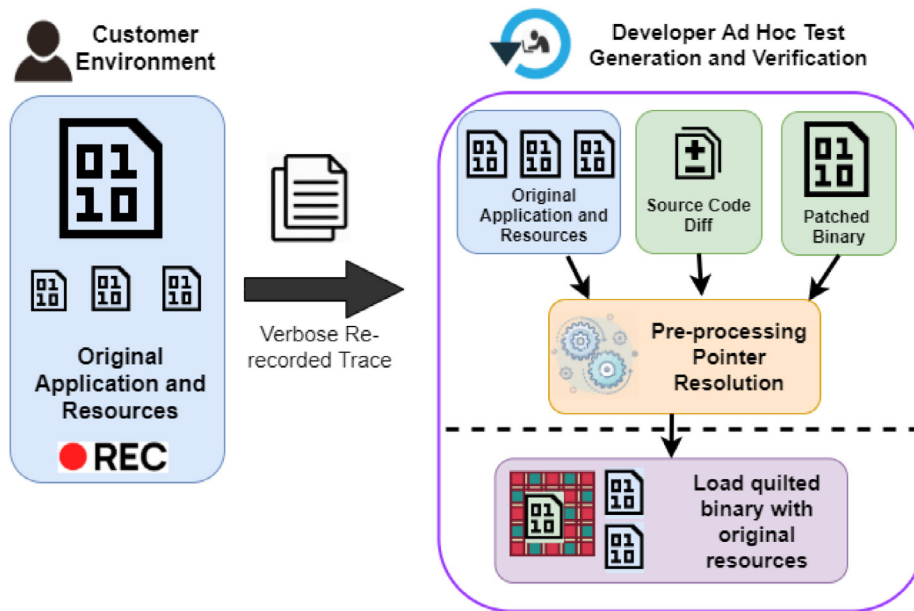 Customer
Environment
01
10
01
10
01
10
01
10
Original
Application and
Resources
REC
Verbose Re-
recorded Trace
Developer Ad Hoc Test
Generation and Verification
01
10
01
10
01
10
Original
Application and
Resources
Source Code
Diff
01
10
Patched
Binary
Pre-processing
Pointer
Resolution
01
10
01
10
01
10
Load quilted
binary with
original
resources